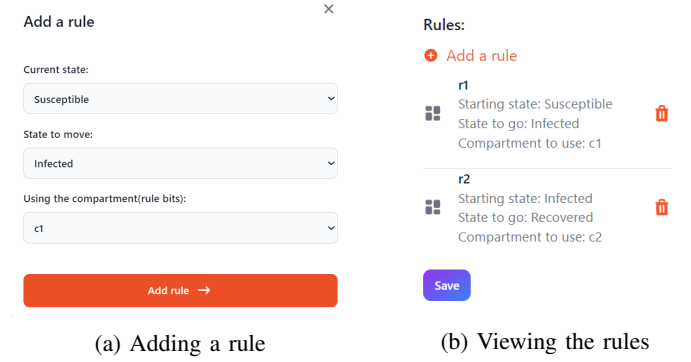 Add a rule
Current state:
Susceptible
State to move:
Infected
Using the compartment(rule bits):
c1
Add rule →
(a) Adding a rule
Rules:
Add a rule
r1
Starting state: Susceptible
State to go: Infected
Compartment to use: c1
r2
Starting state: Infected
State to go: Recovered
Compartment to use: c2
Save
(b) Viewing the rules